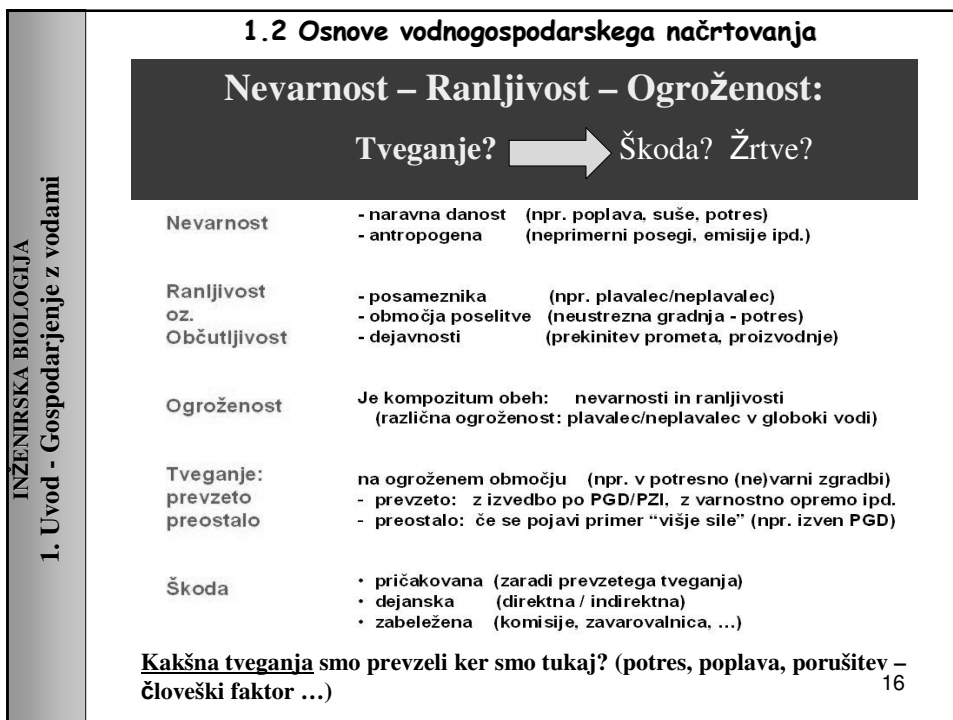 1.2 Osnove vodnogospodarskega načrtovanja
Nevarnost – Ranljivost – Ogroženost:
Tveganje? Škoda? Žrtve?
INŽENIRSKA BIOLOGIJA
1. Uvod - Gospodarjenje z vodami
Nevarnost
- naravna danost (npr. poplava, suše, potres)
- antropogena (neprimerni posegi, emisije ipd.)
Ranljivost
oz.
Občutljivost
- posameznika (npr. plavalec/neplavalec)
- območja poselitve (neustrezna gradnja - potres)
- dejavnosti (prekinitev prometa, proizvodnje)
Ogroženost
Je kompozitum obeh: nevarnosti in ranljivosti
(različna ogroženost: plavalec/neplavalec v globoki vodi)
Tveganje:
prevzeto
preostalo
na ogroženem območju (npr. v potresno (ne)varni zgradbi)
- prevzeto: z izvedbo po PGD/PZI, z varnostno opremo ipd.
- preostalo: če se pojavi primer “višje sile” (npr. izven PGD)
Škoda
• pričakovana (zaradi prevzetega tveganja)
• dejanska (direktna / indirektna)
• zabeležena (komisije, zavarovalnica, …)
Kakšna tveganja smo prevzeli ker smo tukaj? (potres, poplava, porušitev –
človeški faktor …)
16